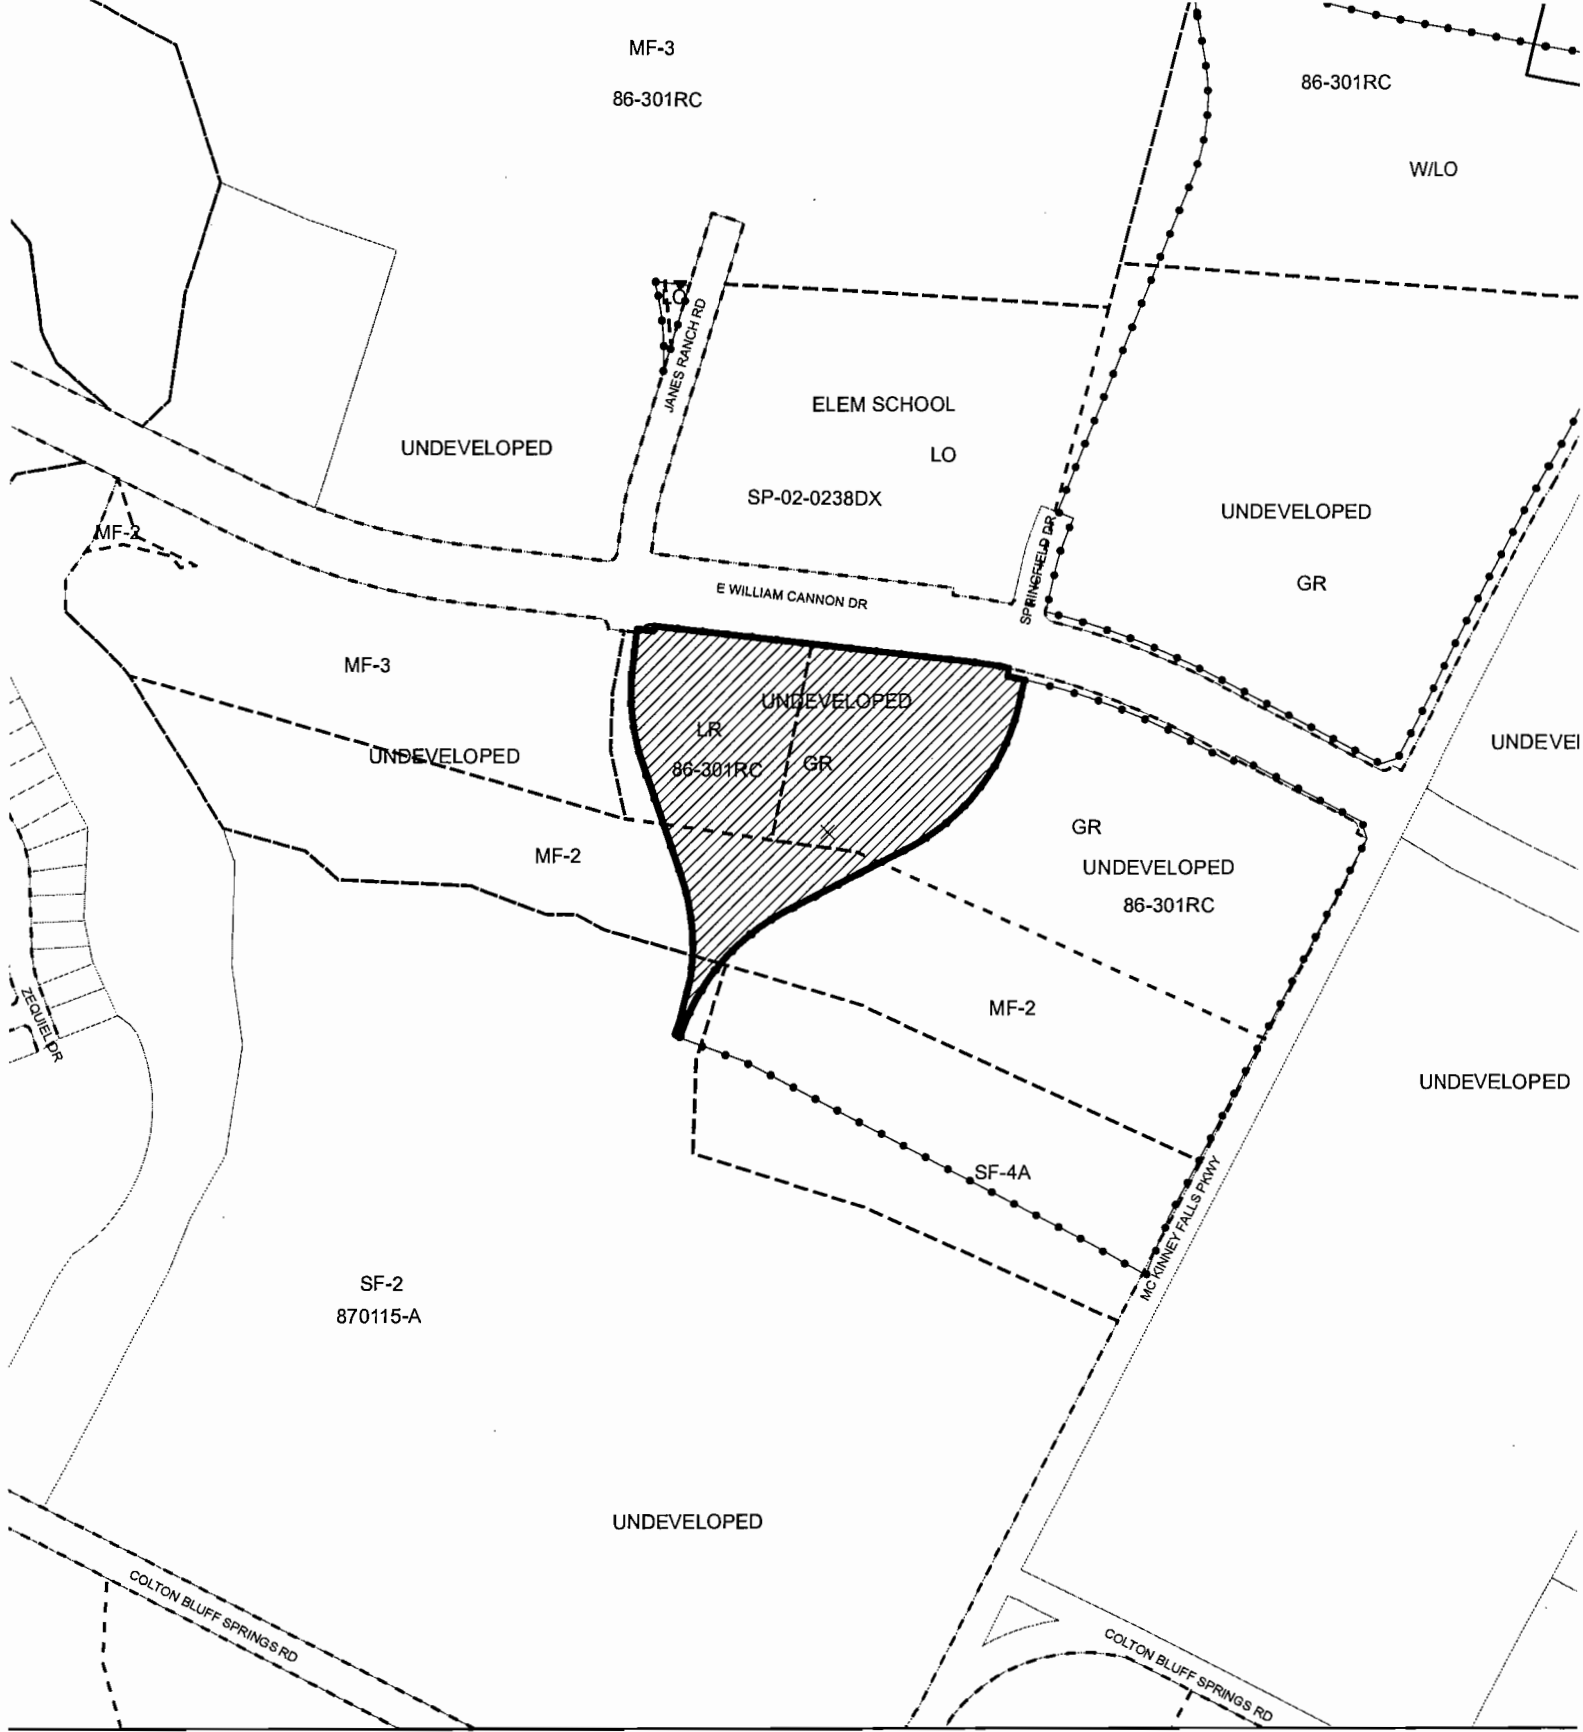 MF-3
86-301RC
86-301RC
W/LO
LO
JANES RANCH RD
ELEM SCHOOL
LO
SP-02-0238DX
UNDEVELOPED
UNDEVELOPED
GR
SPRINGFIELD DR
MF-2
E WILLIAM CANNON DR
MF-3
UNDEVELOPED
UNDEVELOPED
LR
86-301RC
GR
GR
UNDEVELOPED
86-301RC
MF-2
MF-2
ZEQUIEL DR
UNDEVELOPED
SF-4A
MC KINNEY FALLS PKWY
SF-2
870115-A
UNDEVELOPED
COLTON BLUFF SPRINGS RD
COLTON BLUFF SPRINGS RD